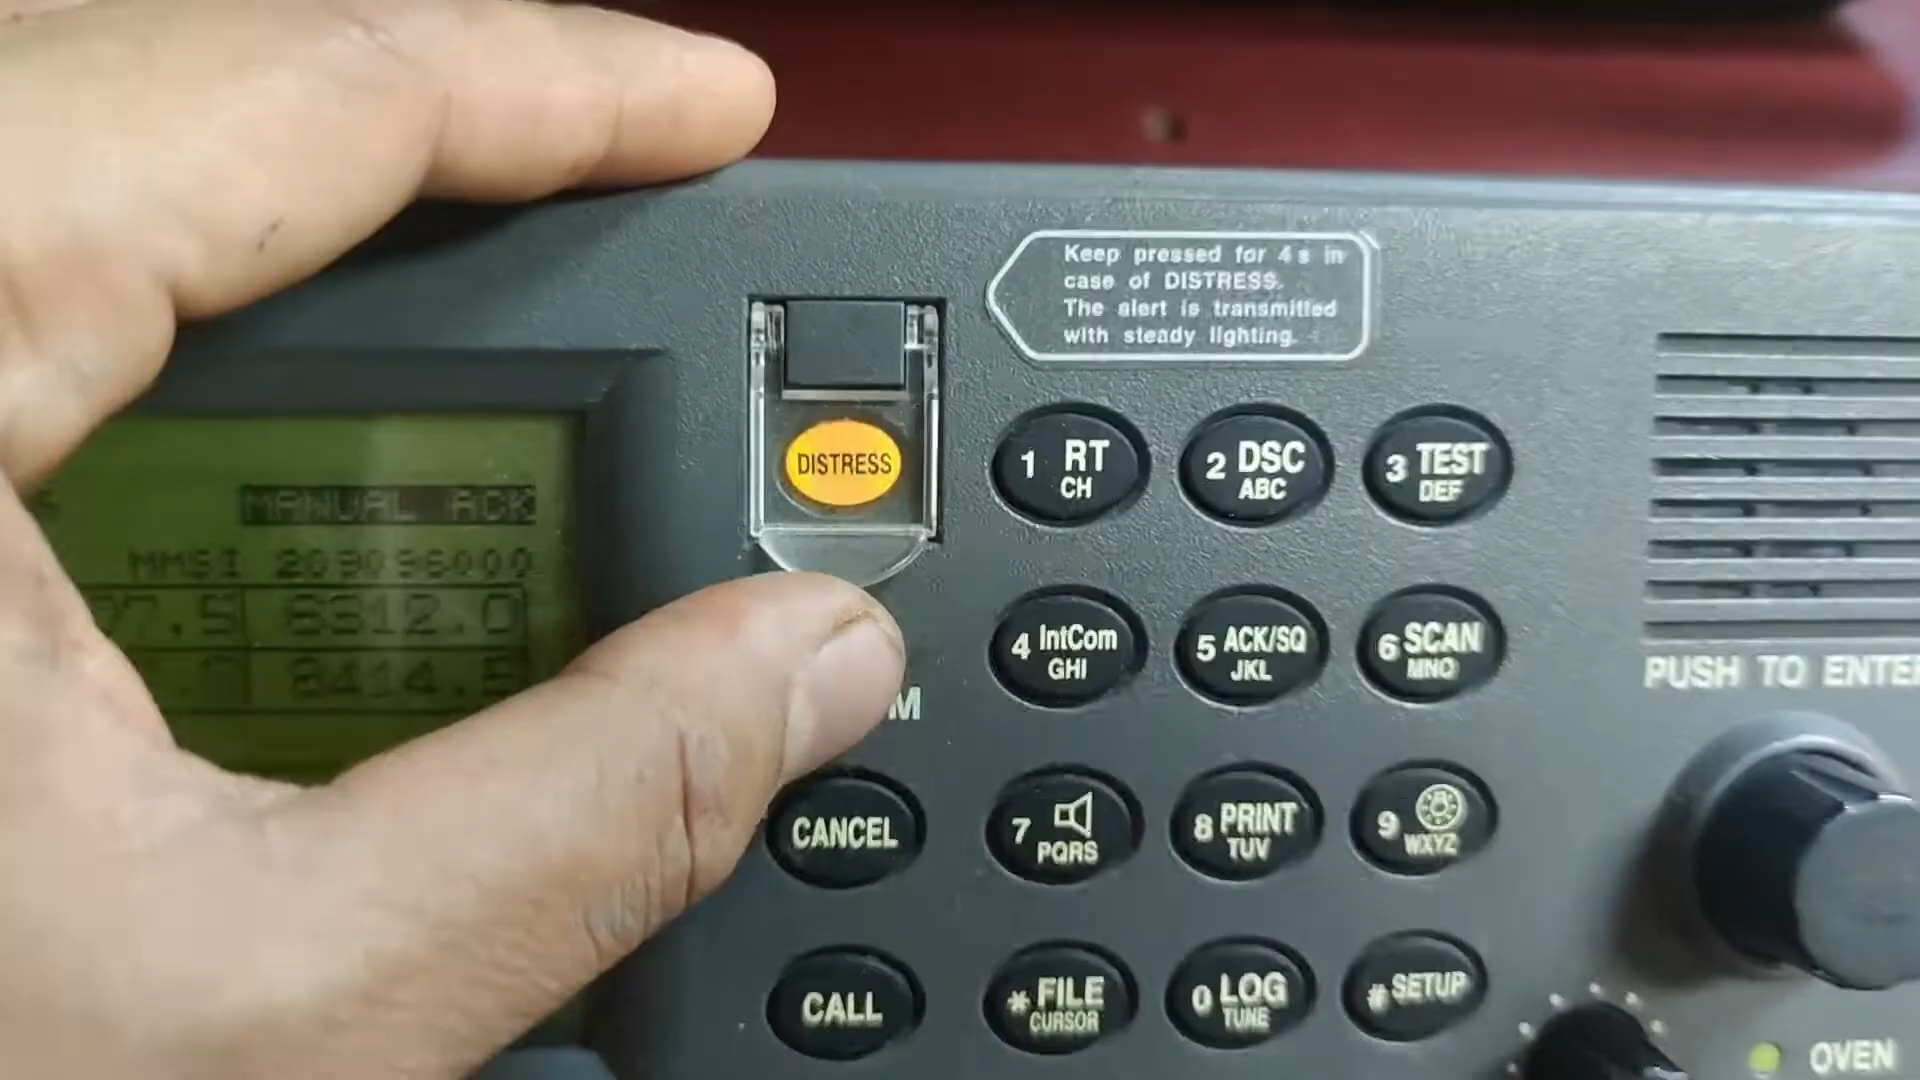 Keep pressed for 4 s in
case of DISTRESS.
The alert is transmitted
with steady lighting.
DISTRESS
1 RT
CH
2 DSC
ABC
3 TEST
DEF
MANUAL ACK
MMSI 209096000
7.5 6312.0
8414.5
4 IntCom
GHI
5 ACK/SQ
JKL
6 SCAN
MNO
PUSH TO ENTER
M
CANCEL
7
PQRS
8 PRINT
TUV
9
WXYZ
CALL
* FILE
CURSOR
0 LOG
TUNE
# SETUP
OVEN